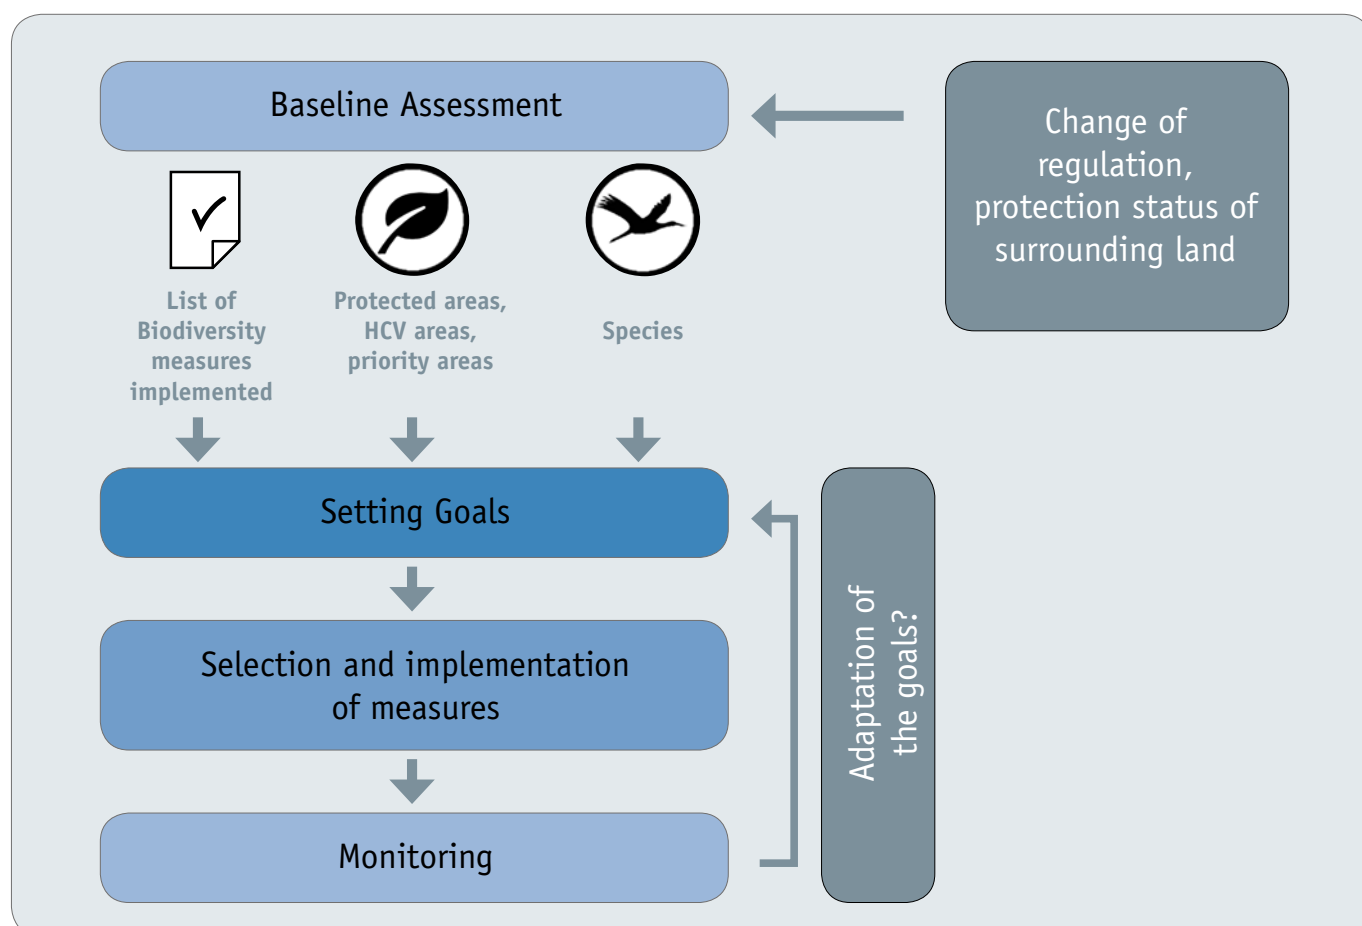 Baseline Assessment
Change of
regulation,
protection status of
surrounding land
List of
Biodiversity
measures
implemented
Protected areas,
HCV areas,
priority areas
Species
Setting Goals
Selection and implementation
of measures
Monitoring
Adaptation of
the goals?